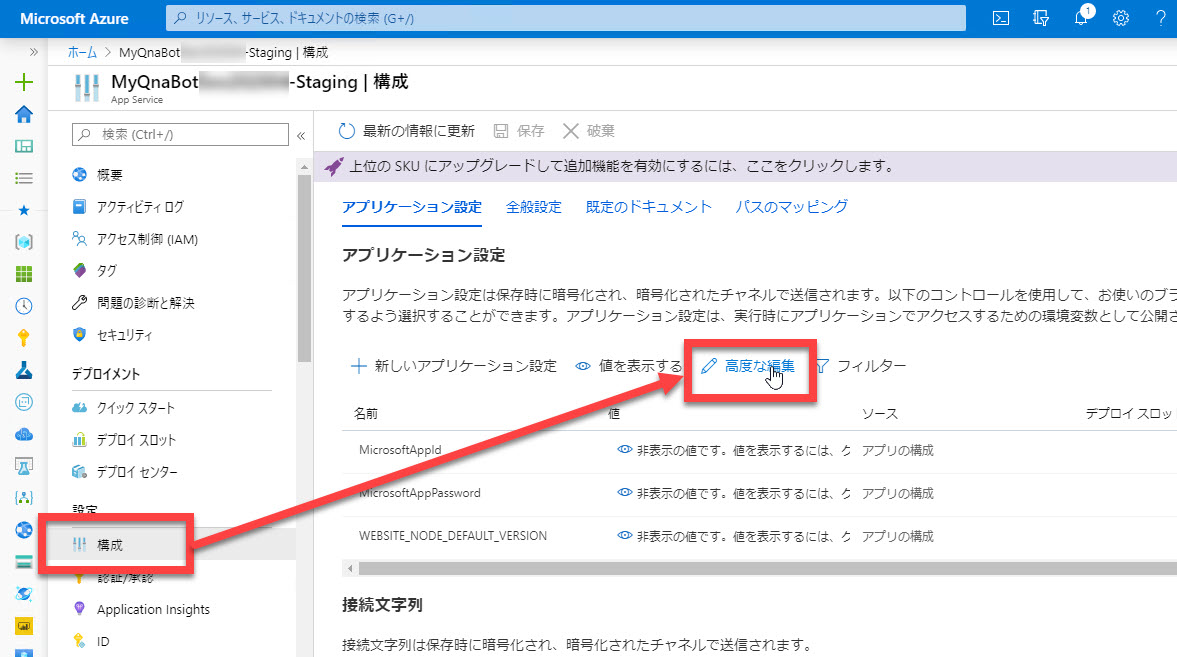 Microsoft Azure
リソース、サービス、ドキュメントの検索 (G+/)
1
ホーム > MyQnaBot -Staging | 構成
MyQnaBot -Staging | 構成
App Service
検索 (Ctrl+/)
概要
アクティビティ ログ
アクセス制御 (IAM)
タグ
問題の診断と解決
セキュリティ
デプロイメント
クイック スタート
デプロイ スロット
デプロイ センター
設定
構成
認証/承認
Application Insights
ID
最新の情報に更新 保存 破棄
上位の SKU にアップグレードして追加機能を有効にするには、ここをクリックします。
アプリケーション設定 全般設定 既定のドキュメント パスのマッピング
アプリケーション設定
アプリケーション設定は保存時に暗号化され、暗号化されたチャネルで送信されます。以下のコントロールを使用して、お使いのブラ
するよう選択することができます。アプリケーション設定は、実行時にアプリケーションでアクセスするための環境変数として公開さ
新しいアプリケーション設定 値を表示する 高度な編集 フィルター
名前 値 ソース デプロイ スロッ
MicrosoftAppId 非表示の値です。値を表示するには、ク アプリの構成
MicrosoftAppPassword 非表示の値です。値を表示するには、ク アプリの構成
WEBSITE_NODE_DEFAULT_VERSION 非表示の値です。値を表示するには、ク アプリの構成
接続文字列
接続文字列は保存時に暗号化され、暗号化されたチャネルで送信されます。